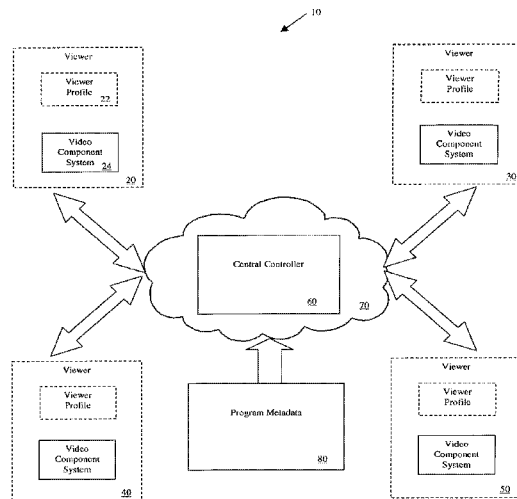 10
Viewer
Viewer
Profile
22
Video
Component
System
24
20
Viewer
Viewer
Profile
Video
Component
System
30
Central Controller
60
70
Viewer
Viewer
Profile
Video
Component
System
40
Program Metadata
80
Viewer
Viewer
Profile
Video
Component
System
50